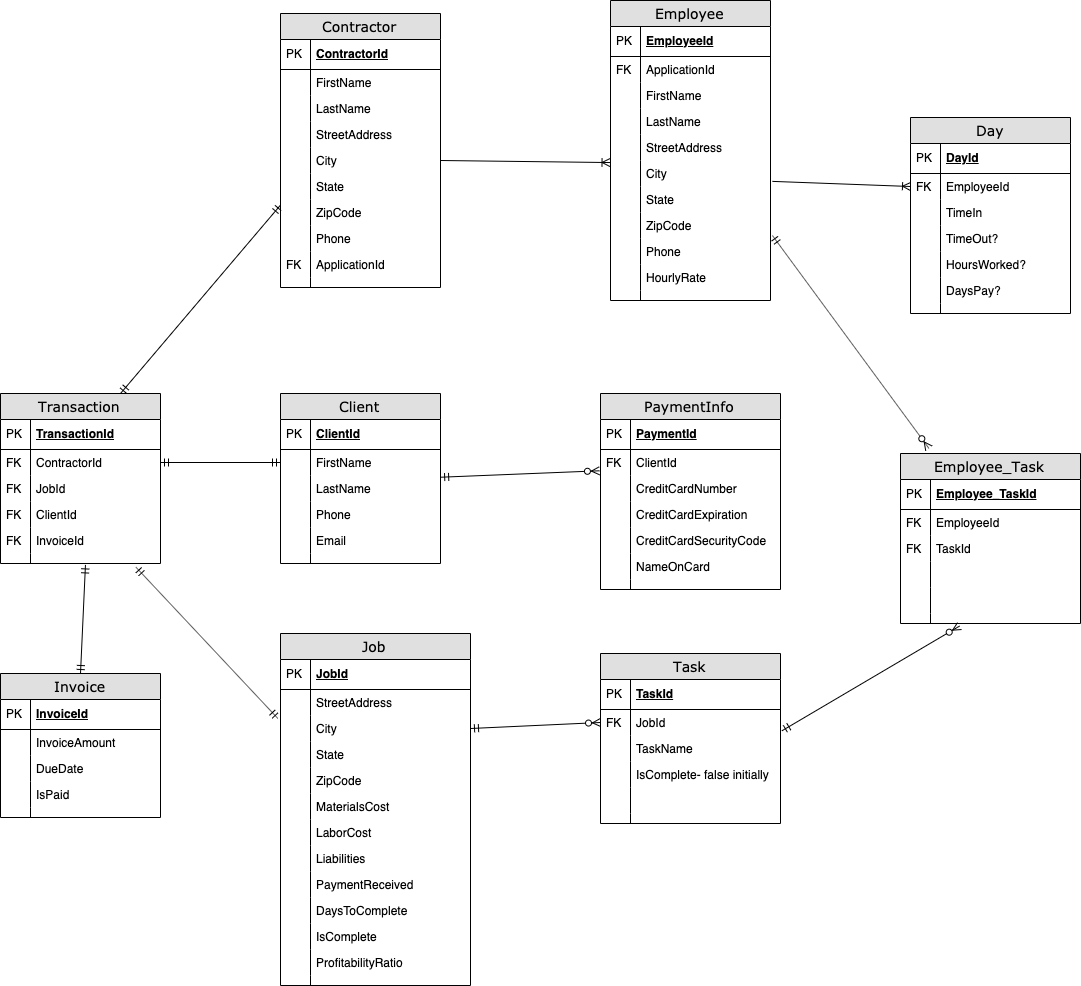 Contractor
PK ContractorId
FirstName
LastName
StreetAddress
City
State
ZipCode
Phone
FK ApplicationId
Employee
PK EmployeeId
FK ApplicationId
FirstName
LastName
StreetAddress
City
State
ZipCode
Phone
HourlyRate
Day
PK DayId
FK EmployeeId
TimeIn
TimeOut?
HoursWorked?
DaysPay?
Transaction
PK TransactionId
FK ContractorId
FK JobId
FK ClientId
FK InvoiceId
Client
PK ClientId
FirstName
LastName
Phone
Email
PaymentInfo
PK PaymentId
FK ClientId
CreditCardNumber
CreditCardExpiration
CreditCardSecurityCode
NameOnCard
Employee_Task
PK Employee_TaskId
FK EmployeeId
FK TaskId
Invoice
PK InvoiceId
InvoiceAmount
DueDate
IsPaid
Job
PK JobId
StreetAddress
City
State
ZipCode
MaterialsCost
LaborCost
Liabilities
PaymentReceived
DaysToComplete
IsComplete
ProfitabilityRatio
Task
PK TaskId
FK JobId
TaskName
IsComplete- false initially